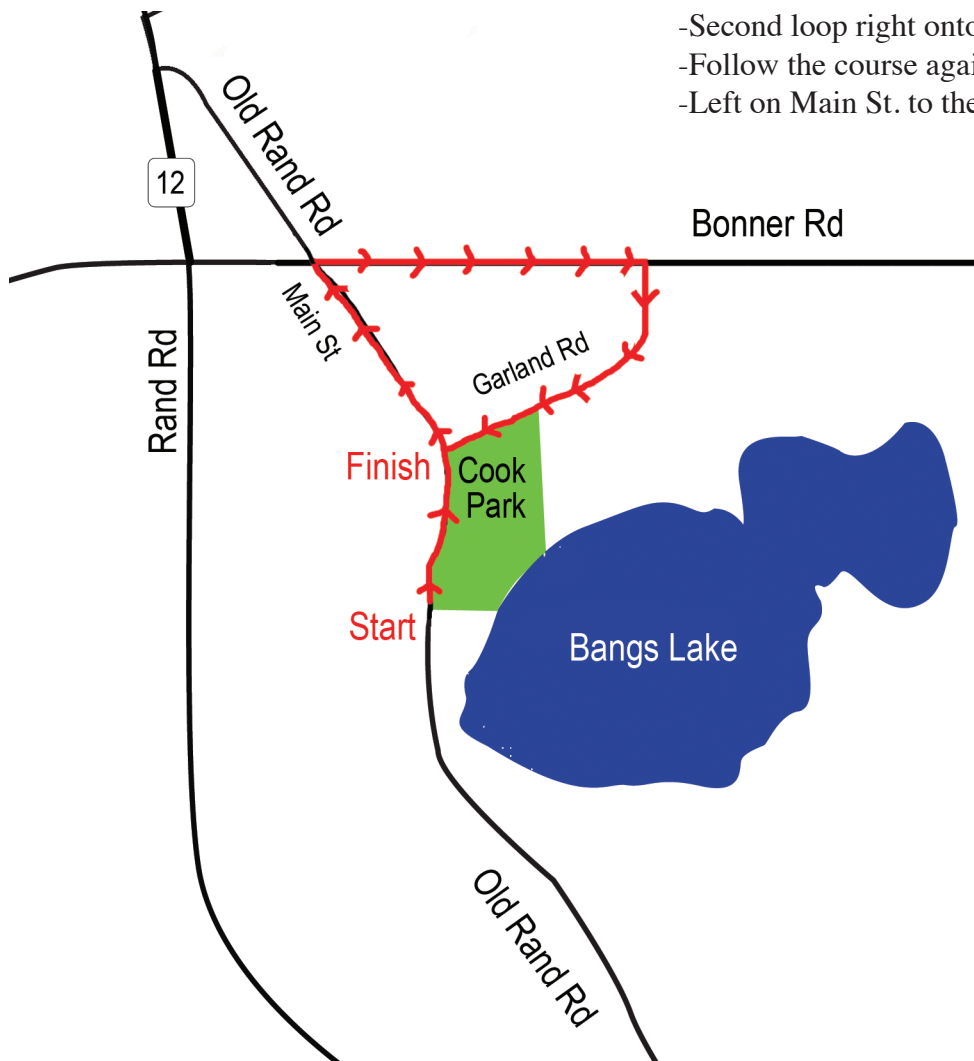 -Second loop right onto
-Follow the course agai
-Left on Main St. to the
Old Rand Rd
12
Bonner Rd
Main St
Rand Rd
Garland Rd
Finish
Cook
Park
Start
Bangs Lake
Old Rand Rd